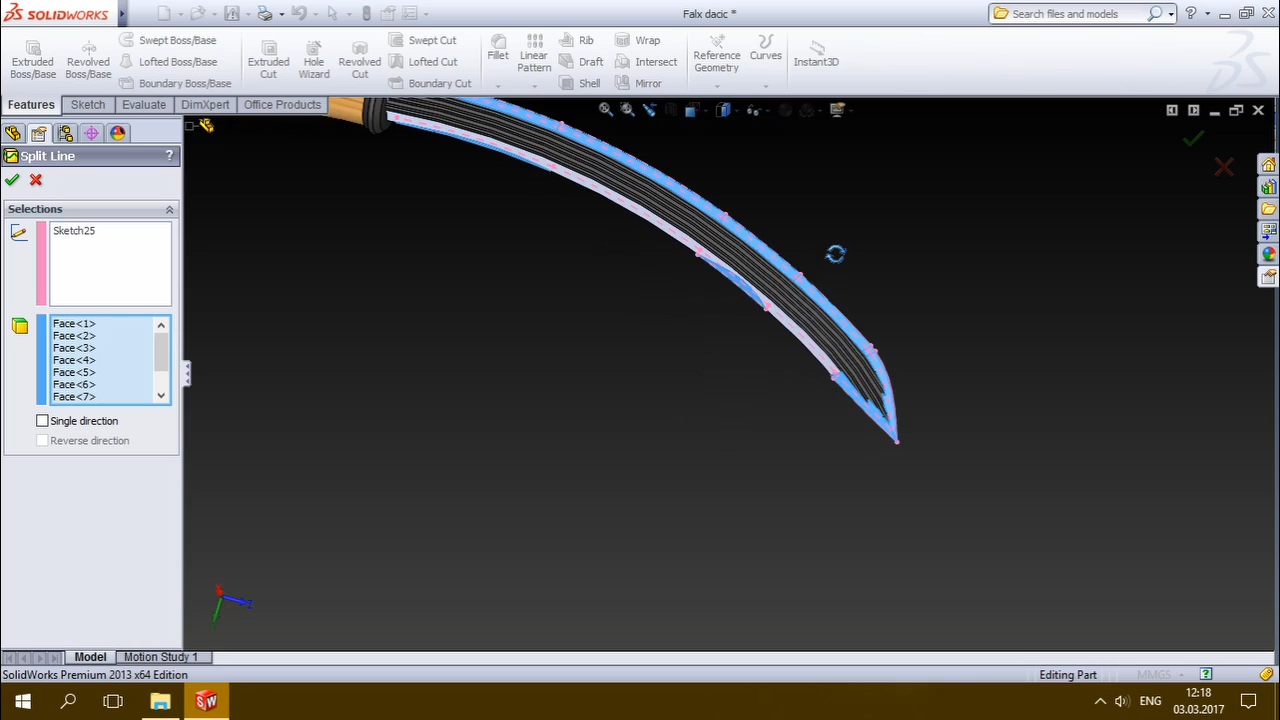 SOLIDWORKS
Falx dacic *
Search files and models
Extruded Boss/Base
Revolved Boss/Base
Swept Boss/Base
Lofted Boss/Base
Boundary Boss/Base
Extruded Cut
Hole Wizard
Revolved Cut
Swept Cut
Lofted Cut
Boundary Cut
Fillet
Linear Pattern
Rib
Draft
Shell
Wrap
Intersect
Mirror
Reference Geometry
Curves
Instant3D
Features
Sketch
Evaluate
DimXpert
Office Products
Split Line
?
Selections
Sketch25
Face<1>
Face<2>
Face<3>
Face<4>
Face<5>
Face<6>
Face<7>
Single direction
Reverse direction
Model
Motion Study 1
SolidWorks Premium 2013 x64 Edition
Editing Part
MMGS
ENG
12:18
03.03.2017